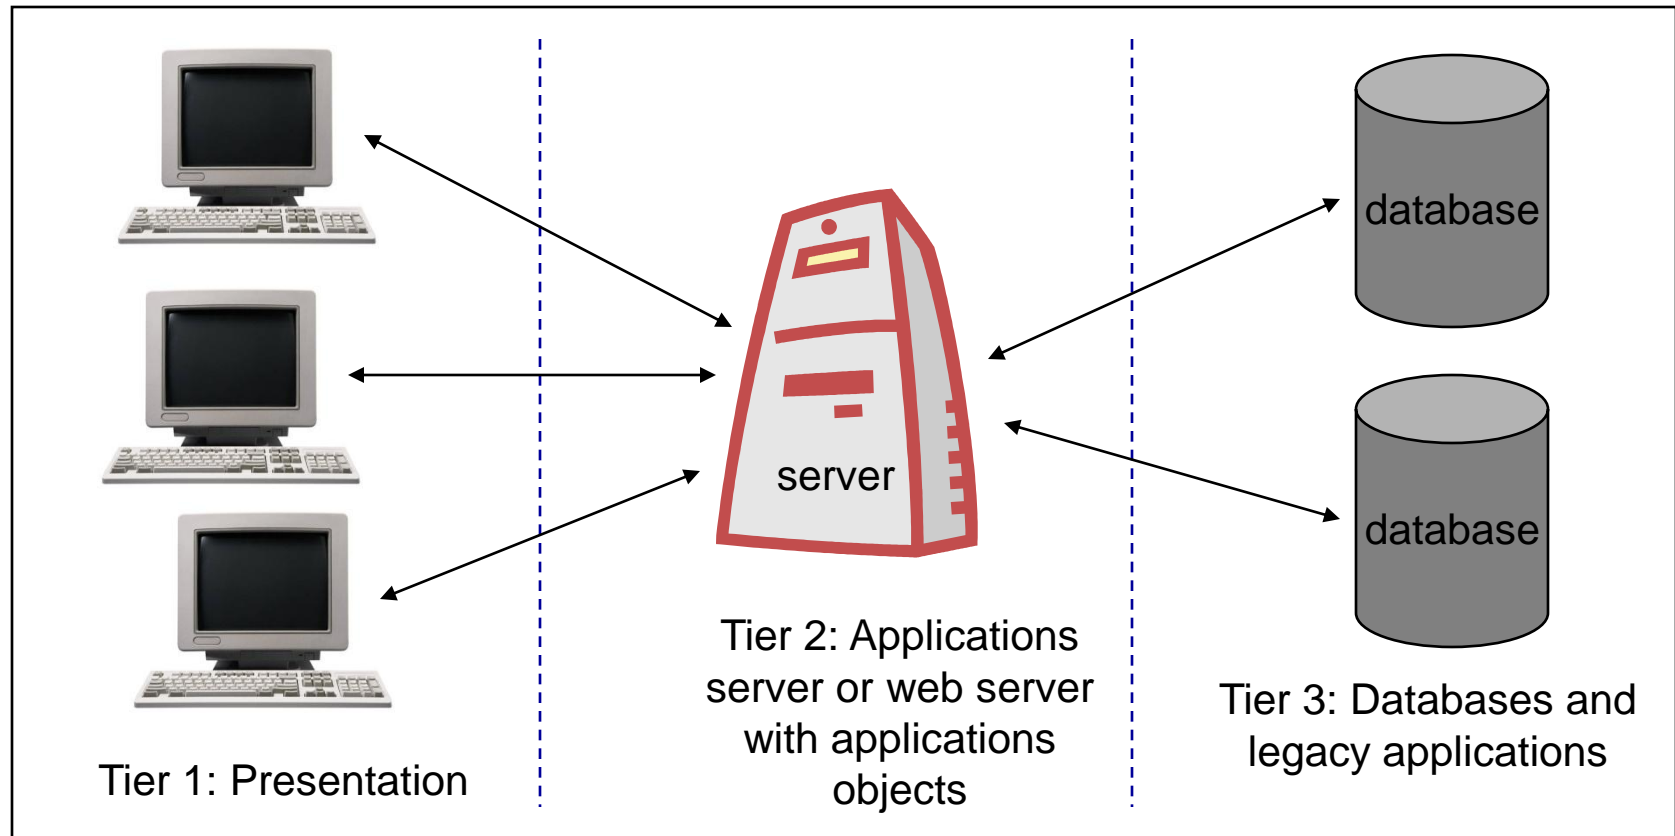 database
server
database
Tier 1: Presentation
Tier 2: Applications
server or web server
with applications
objects
Tier 3: Databases and
legacy applications